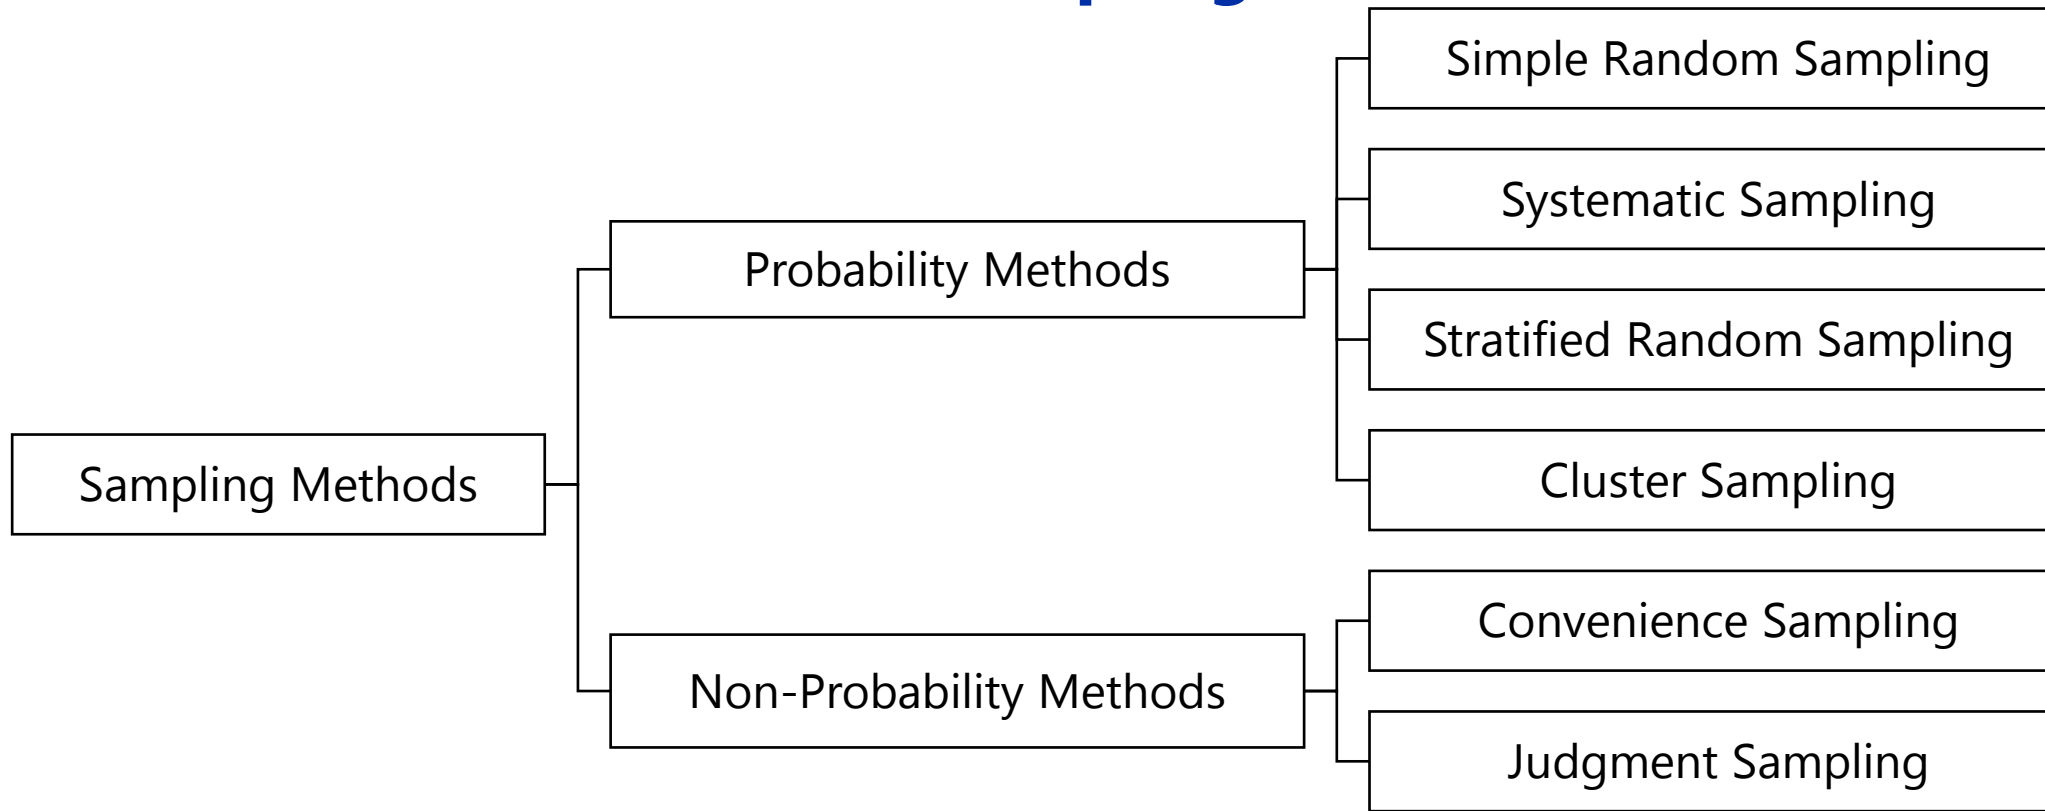 Simple Random Sampling
Systematic Sampling
Probability Methods
Stratified Random Sampling
Sampling Methods
Cluster Sampling
Convenience Sampling
Non-Probability Methods
Judgment Sampling